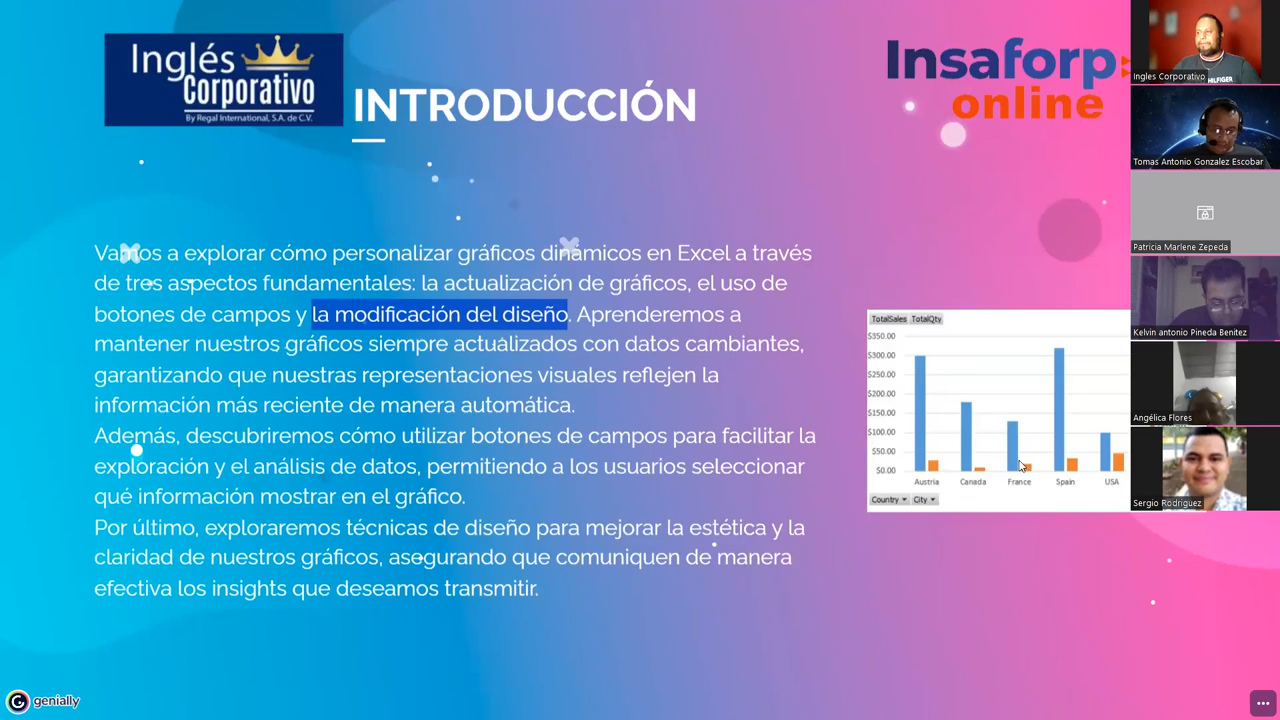 Inglés
Corporativo
By Regal International, S.A. de C.V.
INTRODUCCIÓN
Insaforp
online
Vamos a explorar cómo personalizar gráficos dinámicos en Excel a través
de tres aspectos fundamentales: la actualización de gráficos, el uso de
botones de campos y la modificación del diseño. Aprenderemos a
mantener nuestros gráficos siempre actualizados con datos cambiantes,
garantizando que nuestras representaciones visuales reflejen la
información más reciente de manera automática.
Además, descubriremos cómo utilizar botones de campos para facilitar la
exploración y el análisis de datos, permitiendo a los usuarios seleccionar
qué información mostrar en el gráfico.
Por último, exploraremos técnicas de diseño para mejorar la estética y la
claridad de nuestros gráficos, asegurando que comuniquen de manera
efectiva los insights que deseamos transmitir.
TotalSales TotalQty
$350.00
$300.00
$250.00
$200.00
$150.00
$100.00
$50.00
$0.00
Austria Canada France Spain USA
Country City
HILFIGER
Ingles Corporativo
Tomas Antonio Gonzalez Escobar
Patricia Marlene Zepeda
Kelvin antonio Pineda Benitez
Angélica Flores
Sergio Rodriguez
genially